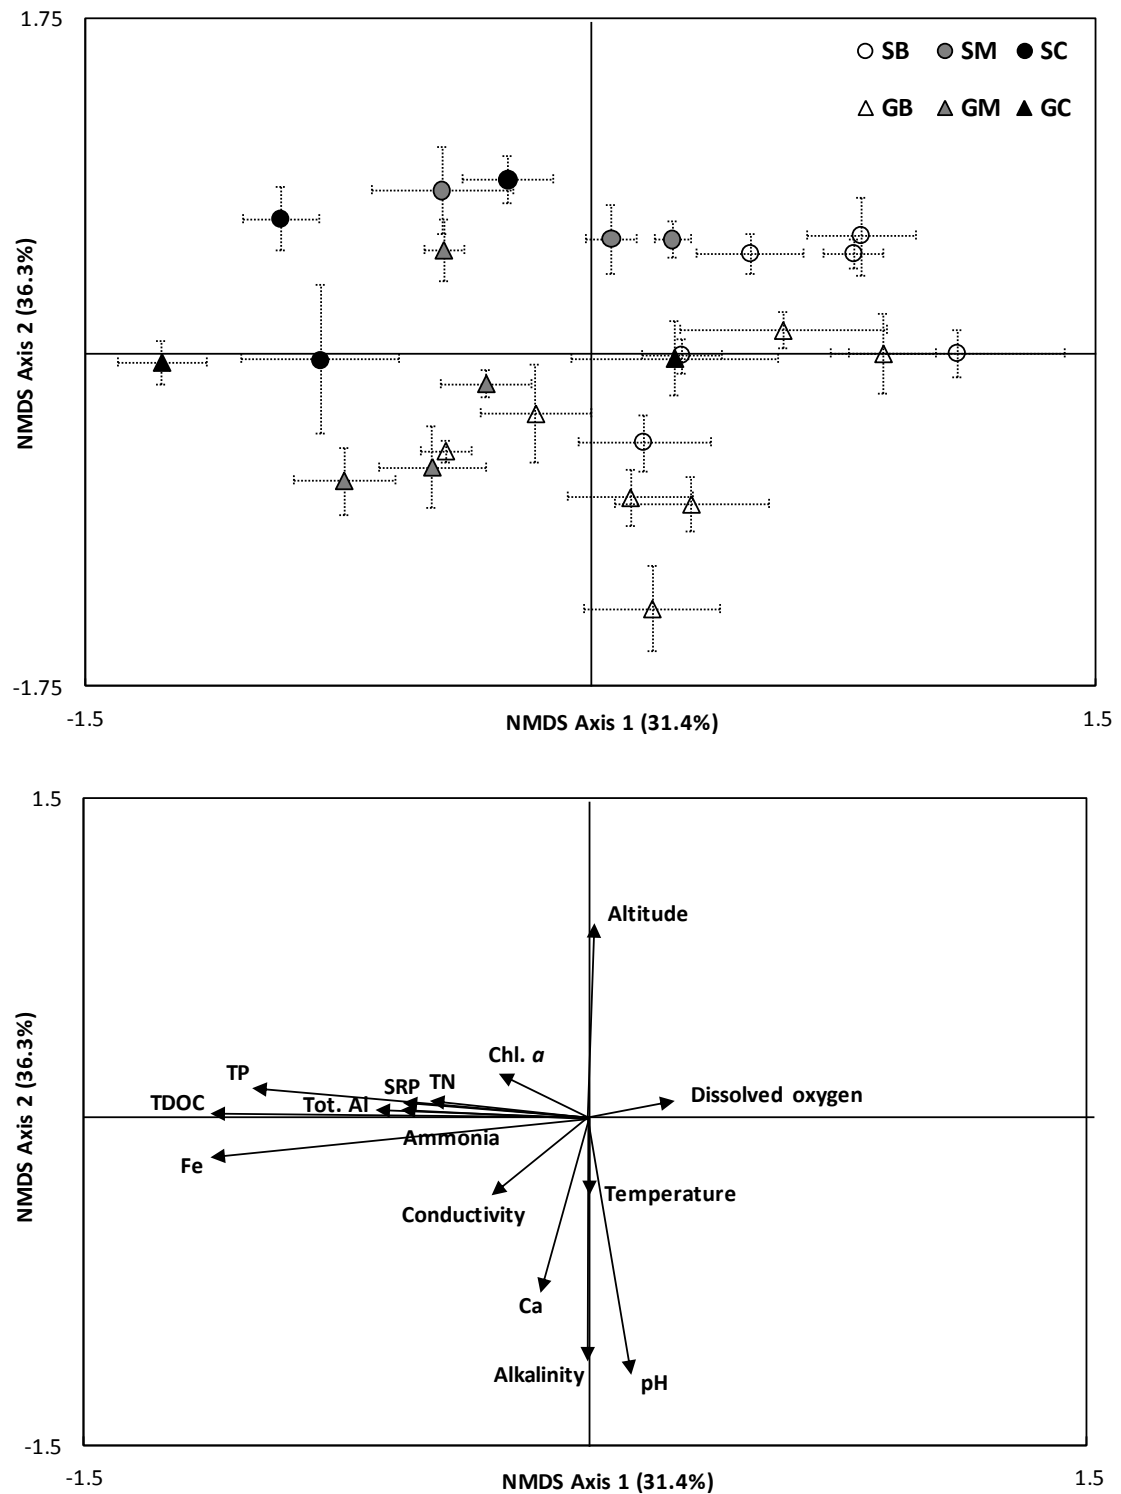 1.75
SB SM SC
GB GM GC
NMDS Axis 2 (36.3%)
-1.75
-1.5 1.5
NMDS Axis 1 (31.4%)
1.5
Altitude
Chl. a
TP SRP TN
Dissolved oxygen
TDOC Tot. Al
Ammonia
Fe
NMDS Axis 2 (36.3%)
Temperature
Conductivity
Ca
Alkalinity
pH
-1.5
-1.5 1.5
NMDS Axis 1 (31.4%)